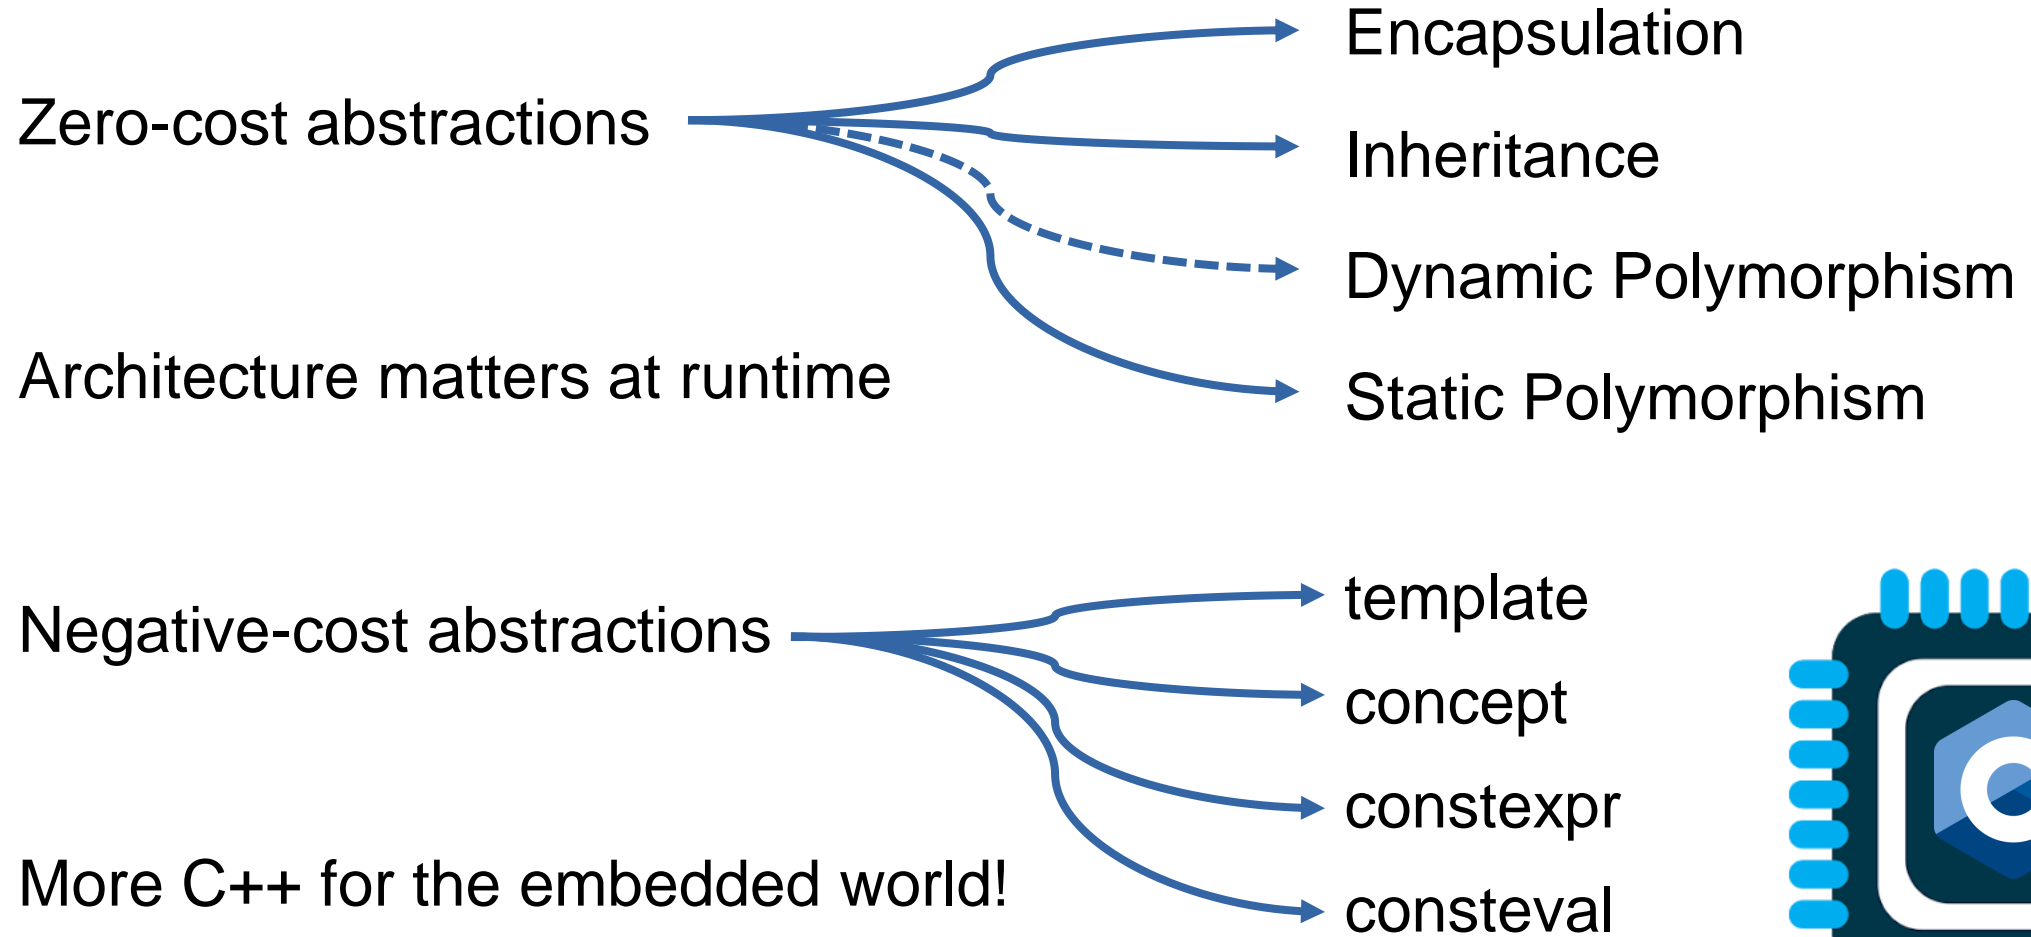 Zero-cost abstractions
Encapsulation
Inheritance
Dynamic Polymorphism
Static Polymorphism
Architecture matters at runtime
Negative-cost abstractions
template
concept
constexpr
consteval
More C++ for the embedded world!